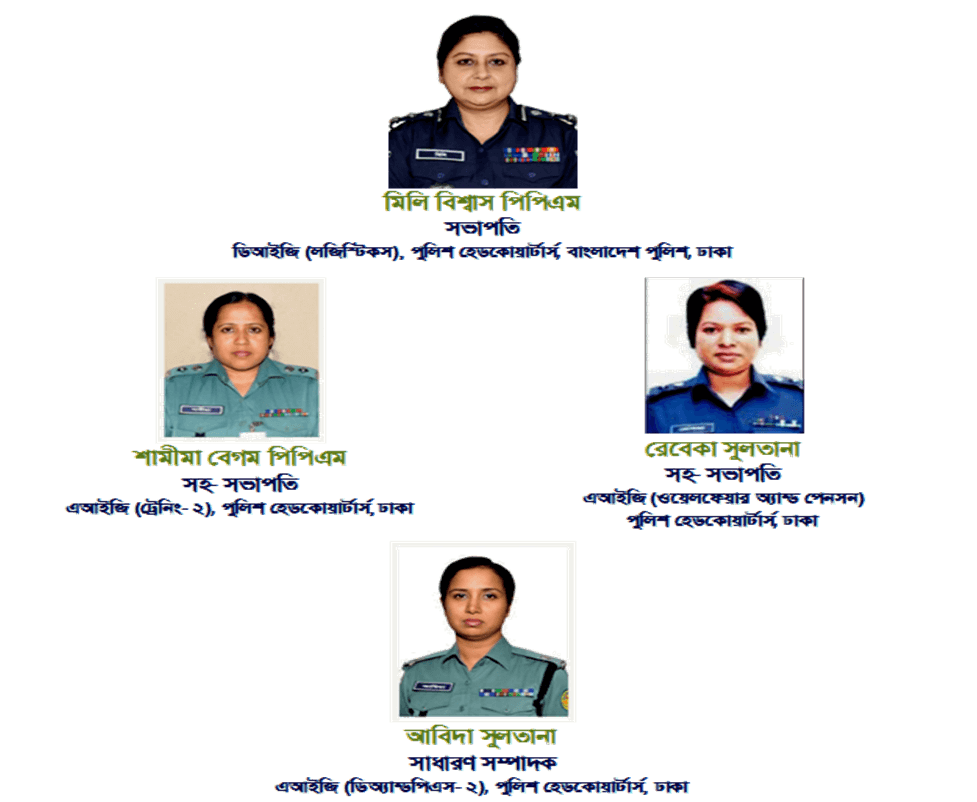 মিলি বিশ্বাস পিপিএম
সভাপতি
ডিআইজি (লজিস্টিকস), পুলিশ হেডকোয়ার্টার্স, বাংলাদেশ পুলিশ, ঢাকা
শামীমা বেগম পিপিএম
সহ- সভাপতি
এআইজি (ট্রেনিং- ২), পুলিশ হেডকোয়ার্টার্স, ঢাকা
রেবেকা সুলতানা
সহ- সভাপতি
এআইজি (ওয়েলফেয়ার অ্যান্ড পেনসন)
পুলিশ হেডকোয়ার্টার্স, ঢাকা
আবিদা সুলতানা
সাধারণ সম্পাদক
এআইজি (ডিঅ্যান্ডপিএস- ২), পুলিশ হেডকোয়ার্টার্স, ঢাকা